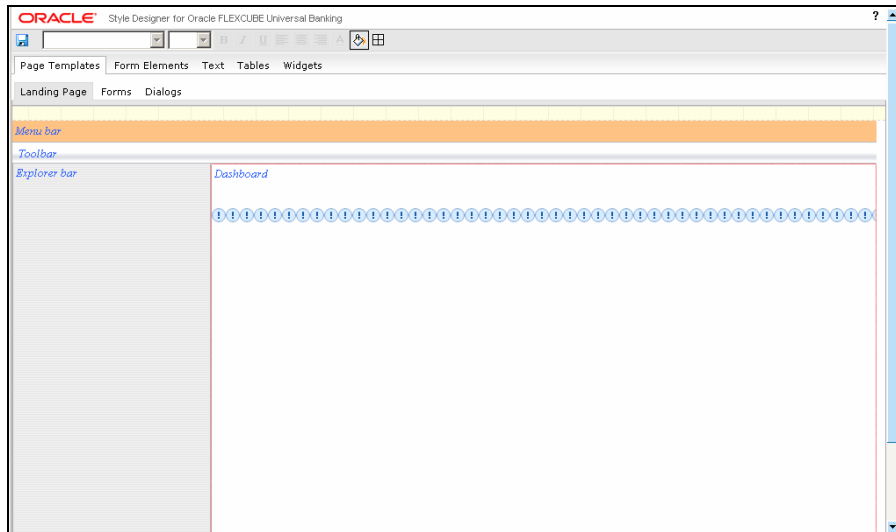 ORACLE Style Designer for Oracle FLEXCUBE Universal Banking ?
B I U A
Page Templates Form Elements Text Tables Widgets
Landing Page Forms Dialogs
Menu bar
Toolbar
Explorer bar Dashboard